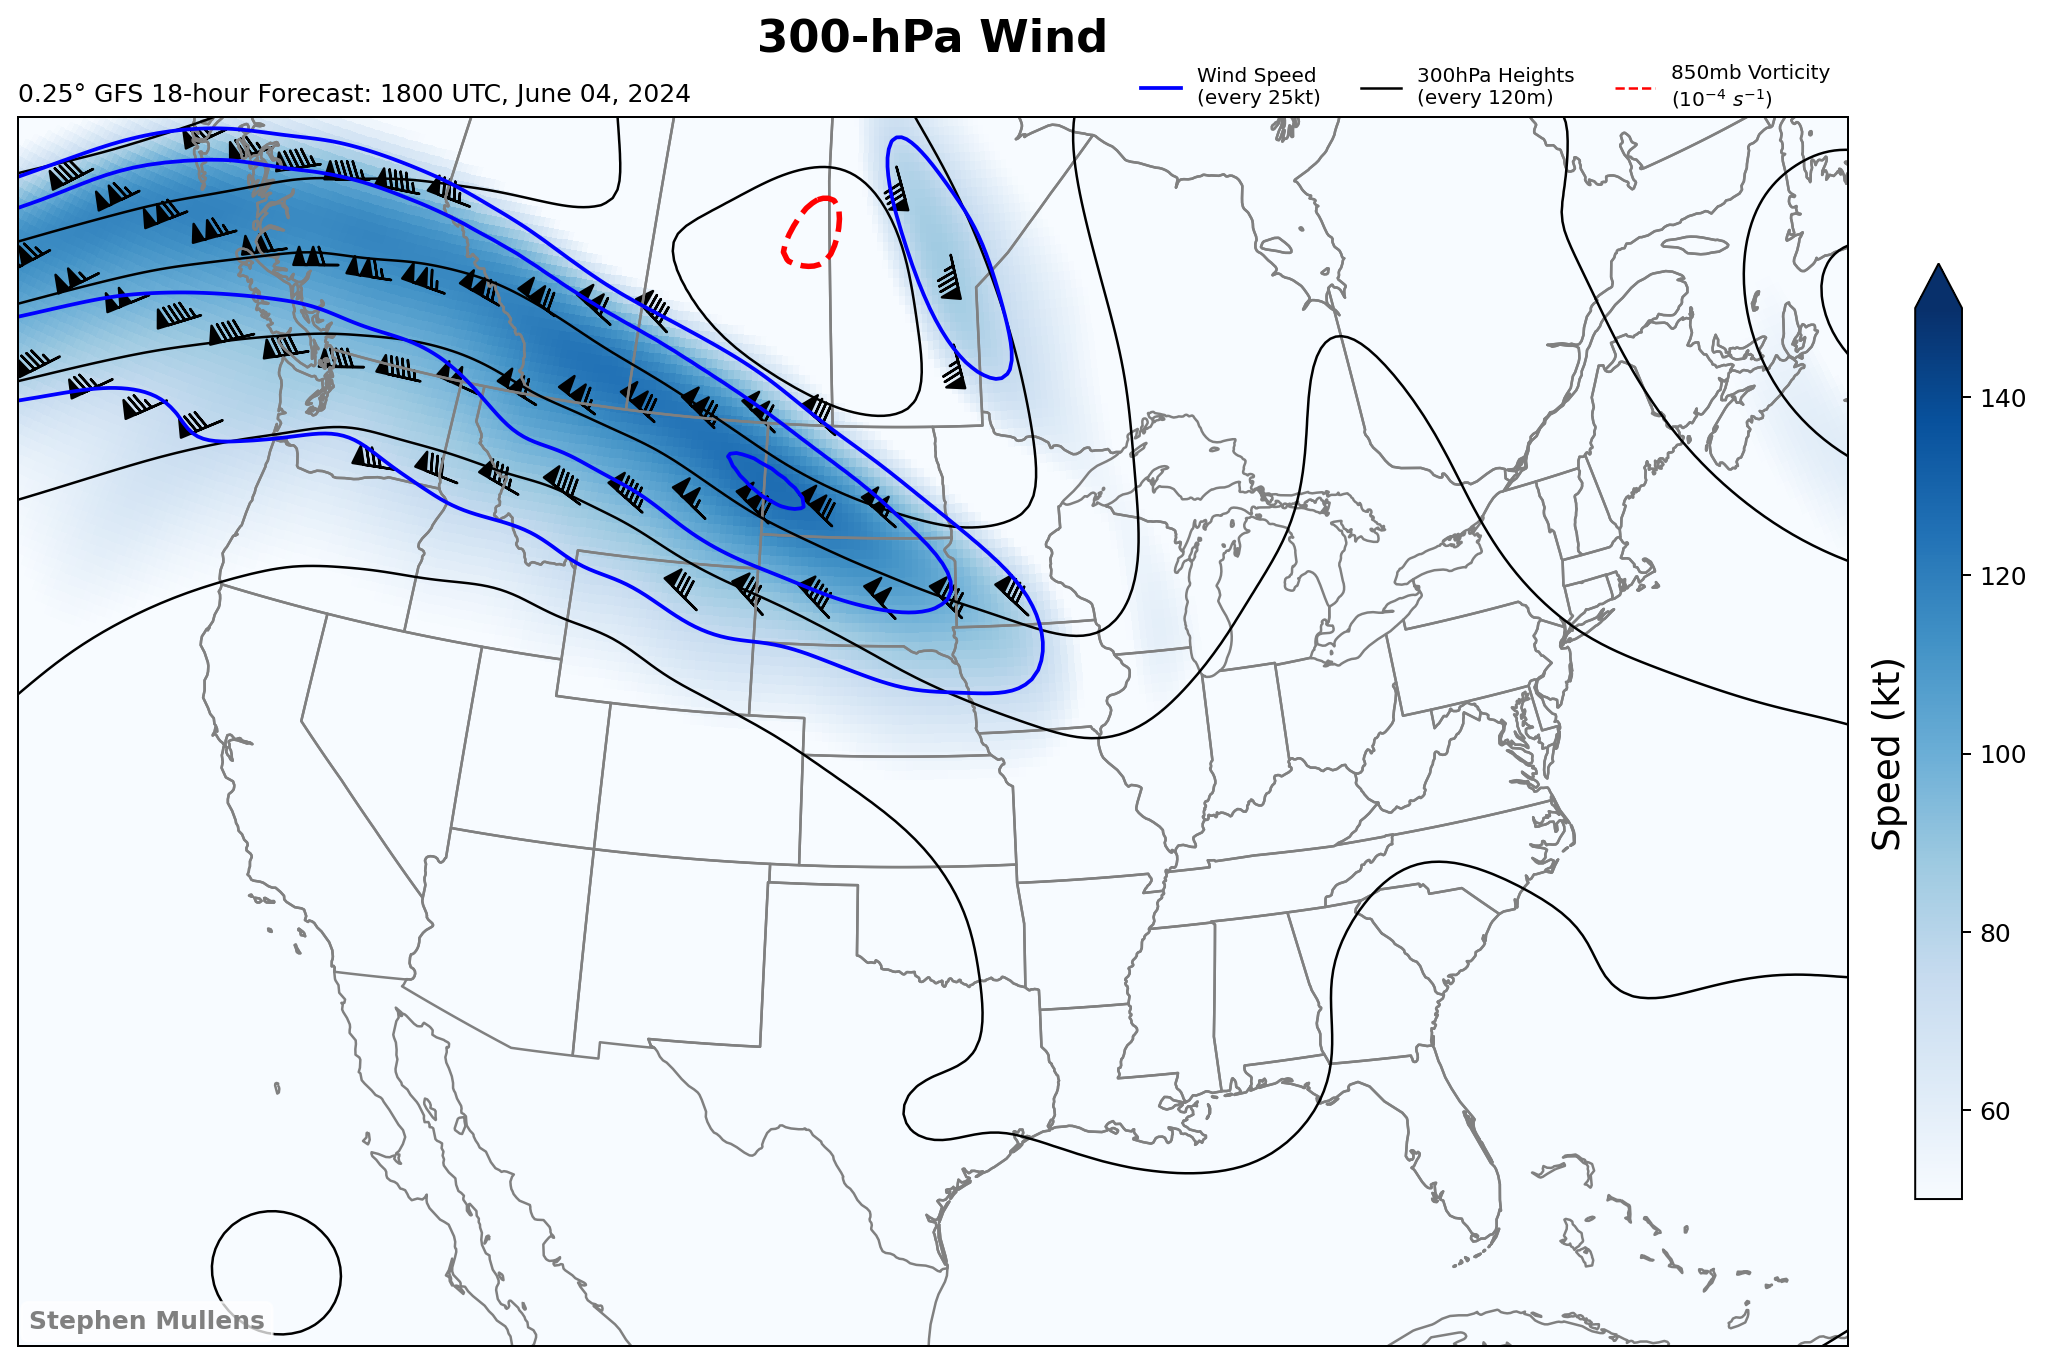 300-hPa Wind
0.25° GFS 18-hour Forecast: 1800 UTC, June 04, 2024
Wind Speed
(every 25kt)
300hPa Heights
(every 120m)
850mb Vorticity
(10⁻⁴ s⁻¹)
140
120
100
80
60
Speed (kt)
Stephen Mullens